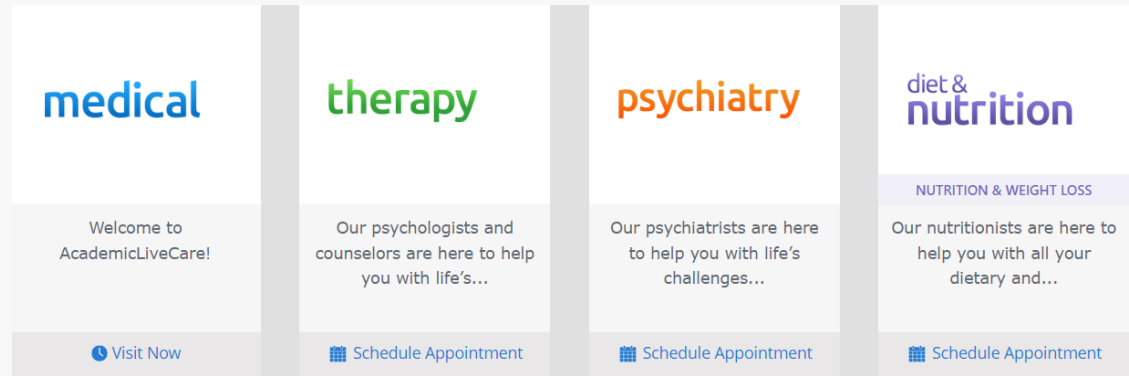 medical
Welcome to
AcademicLiveCare!
Visit Now
therapy
Our psychologists and
counselors are here to help
you with life’s...
Schedule Appointment
psychiatry
Our psychiatrists are here
to help you with life’s
challenges...
Schedule Appointment
diet &
nutrition
NUTRITION & WEIGHT LOSS
Our nutritionists are here to
help you with all your
dietary and...
Schedule Appointment